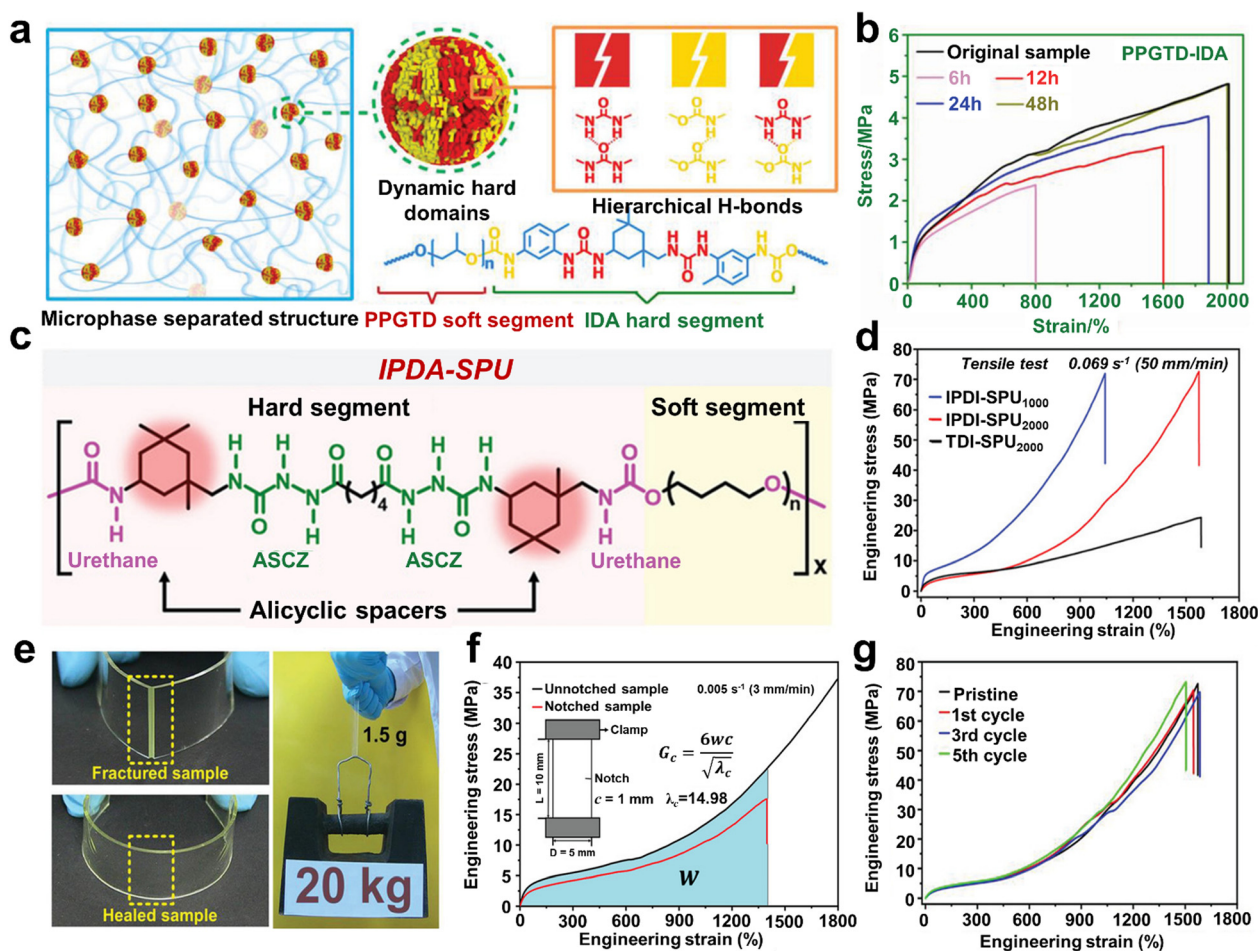 a
Dynamic hard
domains
Hierarchical H-bonds
Microphase separated structure
PPGTD soft segment
IDA hard segment
b
Original sample
PPGTD-IDA
6h
12h
24h
48h
Stress/MPa
Strain/%
6
5
4
3
2
1
0
0
400
800
1200
1600
2000
c
IPDA-SPU
Hard segment
Soft segment
Urethane
ASCZ
ASCZ
Urethane
Alicyclic spacers
4
n
x
d
Tensile test 0.069 s⁻¹ (50 mm/min)
IPDI-SPU₁₀₀₀
IPDI-SPU₂₀₀₀
TDI-SPU₂₀₀₀
Engineering stress (MPa)
Engineering strain (%)
80
70
60
50
40
30
20
10
0
0
300
600
900
1200
1500
1800
e
Fractured sample
Healed sample
1.5 g
20 kg
f
Unnotched sample
0.005 s⁻¹ (3 mm/min)
Notched sample
Clamp
Notch
L = 10 mm
c = 1 mm
D = 5 mm
G_c = 6wc/√λ_c
λ_c=14.98
W
Engineering stress (MPa)
Engineering strain (%)
40
35
30
25
20
15
10
5
0
0
300
600
900
1200
1500
1800
g
Pristine
1st cycle
3rd cycle
5th cycle
Engineering stress (MPa)
Engineering strain (%)
80
70
60
50
40
30
20
10
0
0
300
600
900
1200
1500
1800